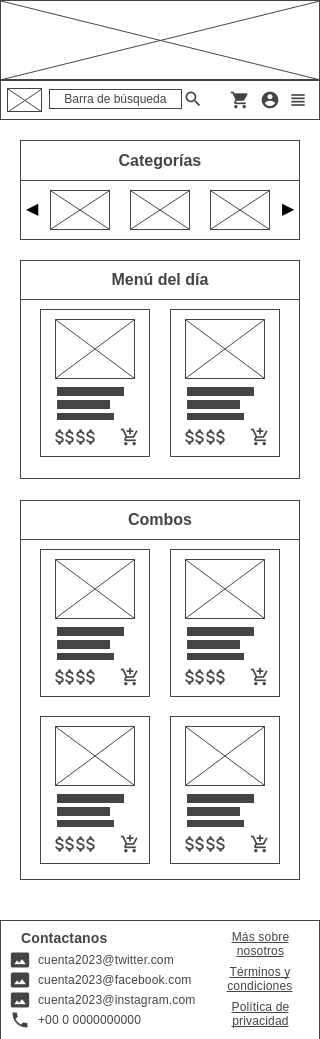 Barra de búsqueda
Categorías
Menú del día
$$$$ $$$$
Combos
$$$$ $$$$
$$$$ $$$$
Contactanos
cuenta2023@twitter.com
cuenta2023@facebook.com
cuenta2023@instagram.com
+00 0 0000000000
Más sobre
nosotros
Términos y
condiciones
Política de
privacidad